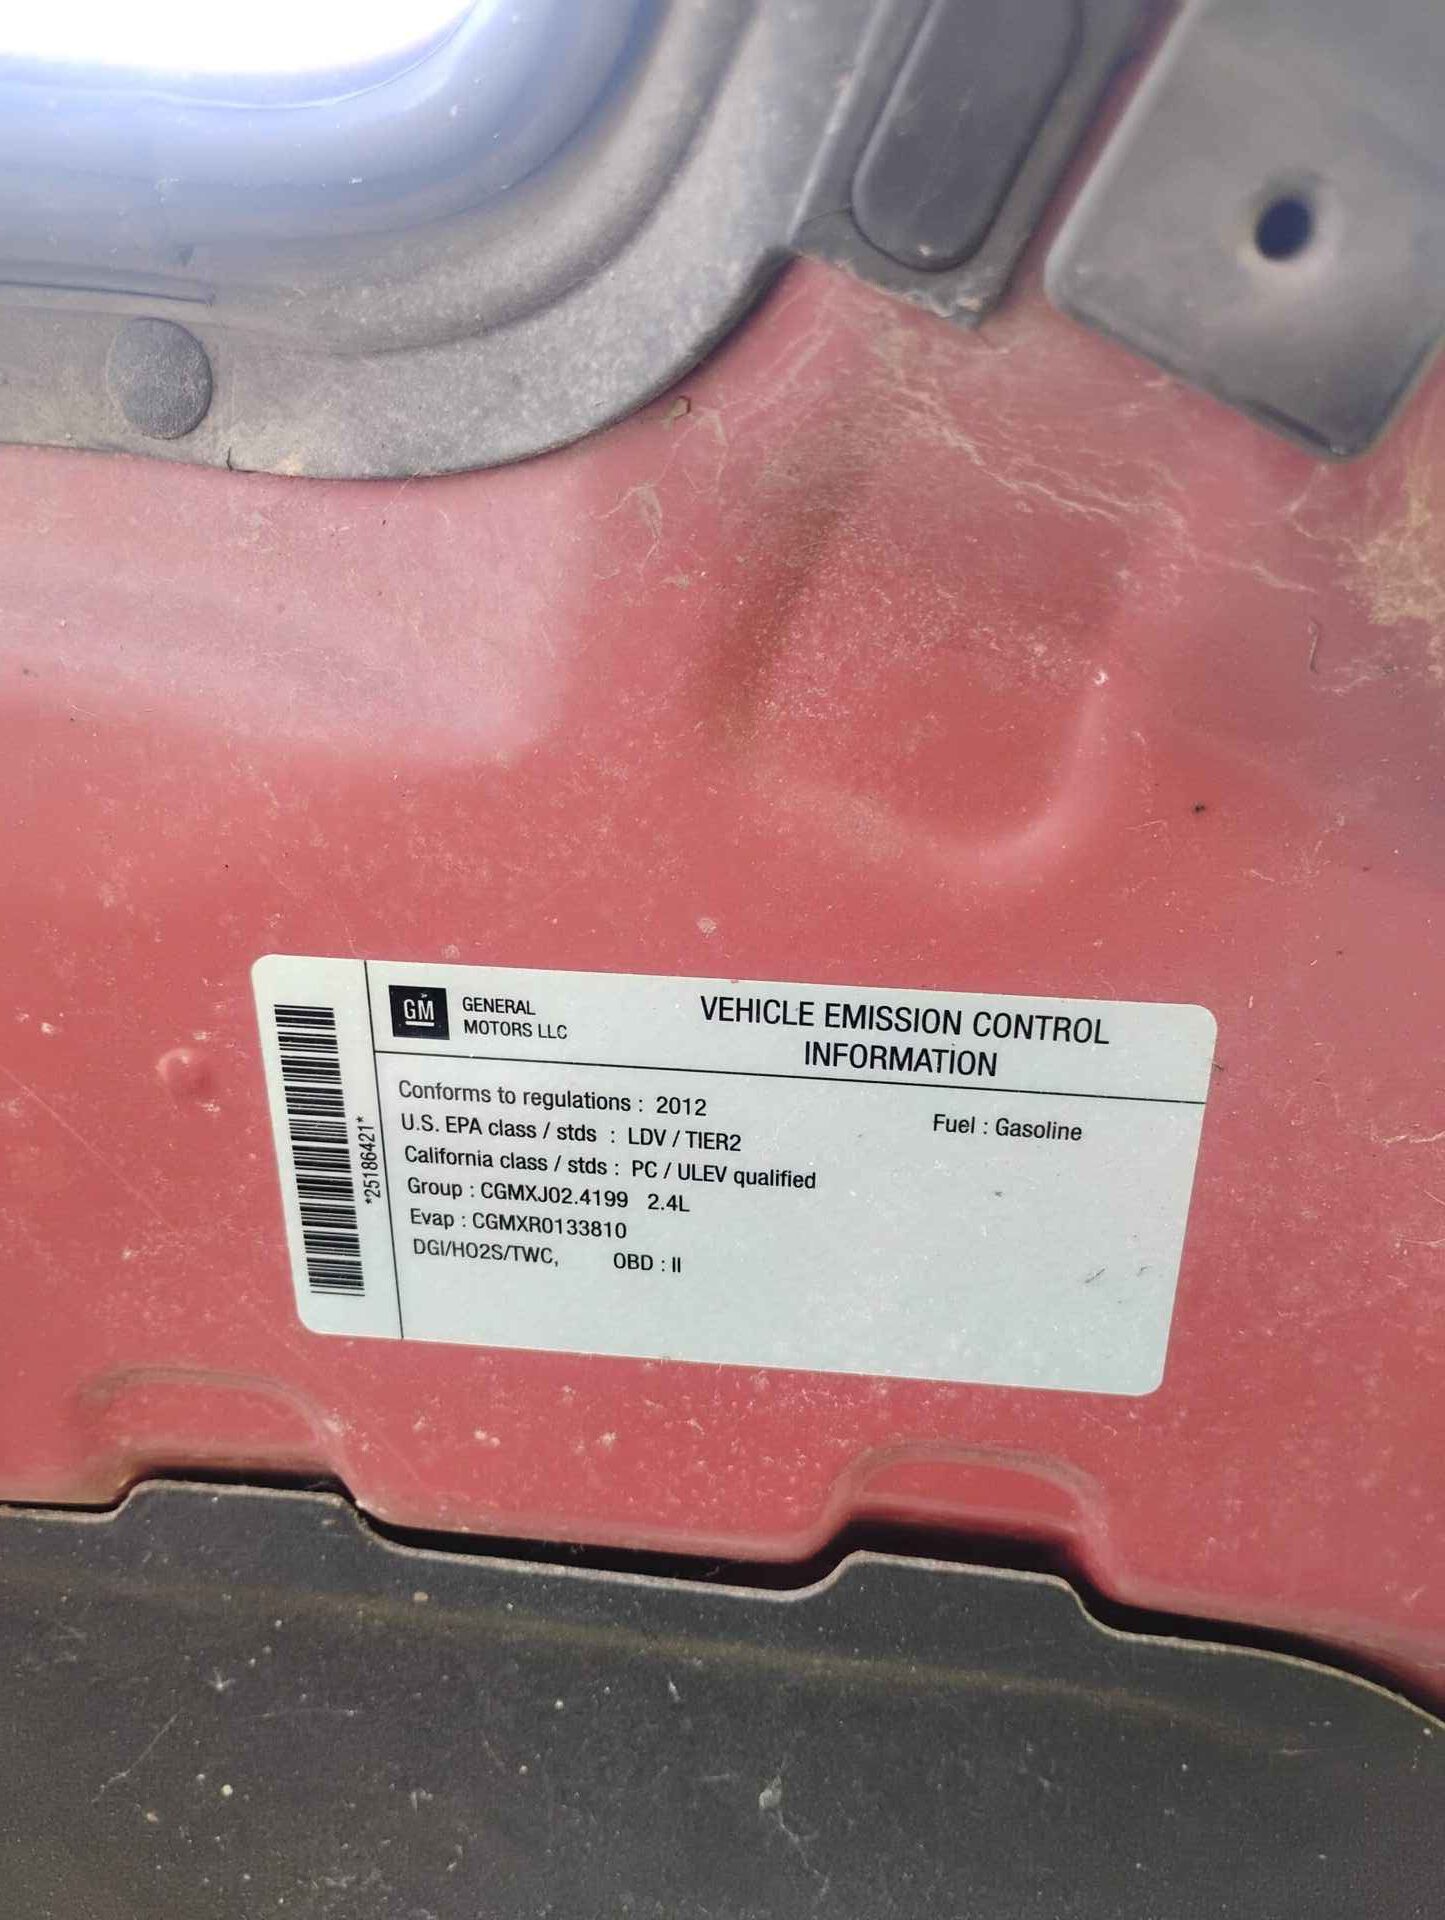 *25186421*
GM
GENERAL
MOTORS LLC
VEHICLE EMISSION CONTROL
INFORMATION
Conforms to regulations : 2012
Fuel : Gasoline
U.S. EPA class / stds : LDV / TIER2
California class / stds : PC / ULEV qualified
Group : CGMXJ02.4199 2.4L
Evap : CGMXR0133810
DGI/HO2S/TWC, OBD : II